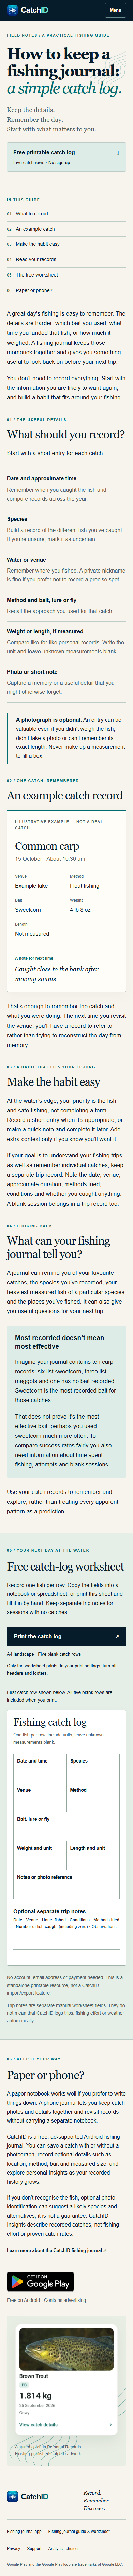 CatchID
Menu
FIELD NOTES / A PRACTICAL FISHING GUIDE
How to keep a
fishing journal:
a simple catch log.
Keep the details.
Remember the day.
Start with what matters to you.
Free printable catch log ↓
Five catch rows · No sign-up
IN THIS GUIDE
01 What to record
02 An example catch
03 Make the habit easy
04 Read your records
05 The free worksheet
06 Paper or phone?
A great day's fishing is easy to remember. The
details are harder: which bait you used, what
time you landed that fish, or how much it
weighed. A fishing journal keeps those
memories together and gives you something
useful to look back on before your next trip.
You don't need to record everything. Start with
the information you are likely to want again,
and build a habit that fits around your fishing.
01 / THE USEFUL DETAILS
What should you record?
Start with a short entry for each catch.
Date and approximate time
Remember when you caught the fish and
compare records across the year.
Species
Build a record of the different fish you've caught.
If you're unsure, mark it as uncertain.
Water or venue
Remember where you fished. A private nickname
is fine if you prefer not to record a precise spot.
Method and bait, lure or fly
Recall the approach you used for that catch.
Weight or length, if measured
Compare like-for-like personal records. Write the
unit and leave unknown measurements blank.
Photo or short note
Capture a memory or a useful detail that you
might otherwise forget.
A photograph is optional. An entry can be
valuable even if you didn't weigh the fish,
didn't take a photo or can't remember its
exact length. Never make up a measurement
to fill a box.
02 / ONE CATCH, REMEMBERED
An example catch record
ILLUSTRATIVE EXAMPLE — NOT A REAL
CATCH
Common carp
15 October · About 10:30 am
Venue Method
Example lake Float fishing
Bait Weight
Sweetcorn 4 lb 8 oz
Length
Not measured
A note for next time
Caught close to the bank after
moving swims.
That's enough to remember the catch and
what you were doing. The next time you revisit
the venue, you'll have a record to refer to
rather than trying to reconstruct the day from
memory.
03 / A HABIT THAT FITS YOUR FISHING
Make the habit easy
At the water's edge, your priority is the fish
and safe fishing, not completing a form.
Record a short entry when it's appropriate, or
make a quick note and complete it later. Add
extra context only if you know you'll want it.
If your goal is to understand your fishing trips
as well as remember individual catches, keep
a separate trip record. Note the date, venue,
approximate duration, methods tried,
conditions and whether you caught anything.
A blank session belongs in a trip record too.
04 / LOOKING BACK
What can your fishing
journal tell you?
A journal can remind you of your favourite
catches, the species you've recorded, your
heaviest measured fish of a particular species
and the places you've fished. It can also give
you useful questions for your next trip.
Most recorded doesn't mean
most effective
Imagine your journal contains ten carp
records: six list sweetcorn, three list
maggots and one has no bait recorded.
Sweetcorn is the most recorded bait for
those catches.
That does not prove it's the most
effective bait: perhaps you used
sweetcorn much more often. To
compare success rates fairly you also
need information such as time spent
fishing, attempts and blank sessions.
Use your catch records to remember and
explore, rather than treating every apparent
pattern as a prediction.
05 / YOUR NEXT DAY AT THE WATER
Free catch-log worksheet
Record one fish per row. Copy the fields into a
notebook or spreadsheet, or print this sheet and
fill it in by hand. Keep separate trip notes for
sessions with no catches.
Print the catch log ↗
A4 landscape · Five blank catch rows
Only the worksheet prints. In your print settings, turn off
headers and footers.
First catch row shown below. All five blank rows are
included when you print.
Fishing catch log
One fish per row. Include units, leave unknown
measurements blank.
Date and time Species
Venue Method
Bait, lure or fly
Weight and unit Length and unit
Notes or photo reference
Optional separate trip notes
Date Venue Hours fished Conditions Methods tried
Number of fish caught (including zero) Observations
No account, email address or payment needed. This is a
standalone printable resource, not a CatchID
import/export feature.
Trip notes are separate manual worksheet fields. They do
not mean that CatchID logs trips, fishing effort or weather
automatically.
06 / KEEP IT YOUR WAY
Paper or phone?
A paper notebook works well if you prefer to write
things down. A phone journal lets you keep
photos and searchable catch records without
carrying a separate notebook.
CatchID is a free, ad-supported Android fishing
journal. You can save a catch with or without a
photograph, record optional details such as
location, method, bait and measured size, and
explore personal Insights as your recorded
history grows.
If you don't recognise the fish, optional photo
identification can suggest a likely species and
alternatives; it is not a guarantee. CatchID
Insights describe recorded catches, not fishing
effort or proven catch rates.
Learn more about the CatchID fishing journal ↗
GET IT ON
Google Play
Free on Android · Contains advertising
Brown Trout
PB
1.814 kg
View catch details ›
A saved catch in Personal Records.
Existing published CatchID artwork.
CatchID
Record.
Remember.
Discover.
Fishing journal app Fishing journal guide & worksheet
Privacy Support Analytics choices
Google Play and the Google Play logo are trademarks of Google LLC.